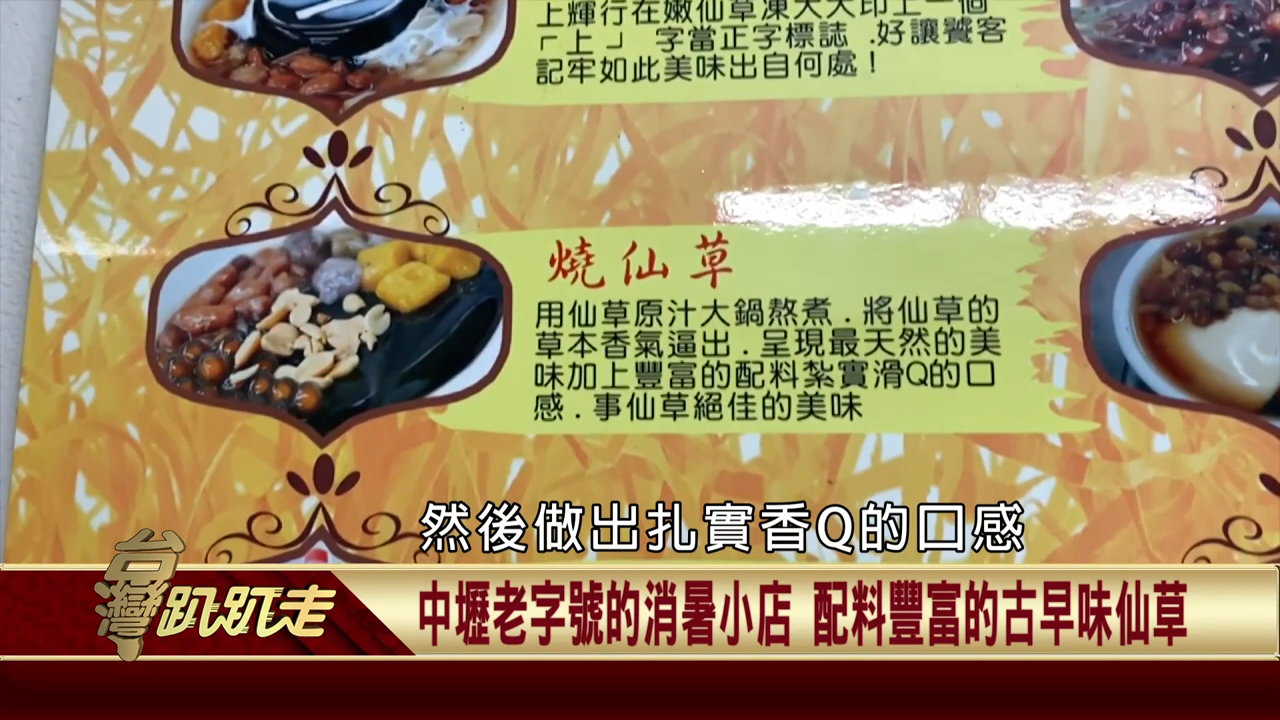 上輝行在嫩仙草凍大大印上一個
「上」 字當正字標誌 .好讓饕客
記牢如此美味出自何處！
燒仙草
用仙草原汁大鍋熬煮.將仙草的
草本香氣逼出.呈現最天然的美
味加上豐富的配料紮實滑Q的口
感.事仙草絕佳的美味
然後做出扎實香Q的口感
台灣趴趴走
中壢老字號的消暑小店 配料豐富的古早味仙草